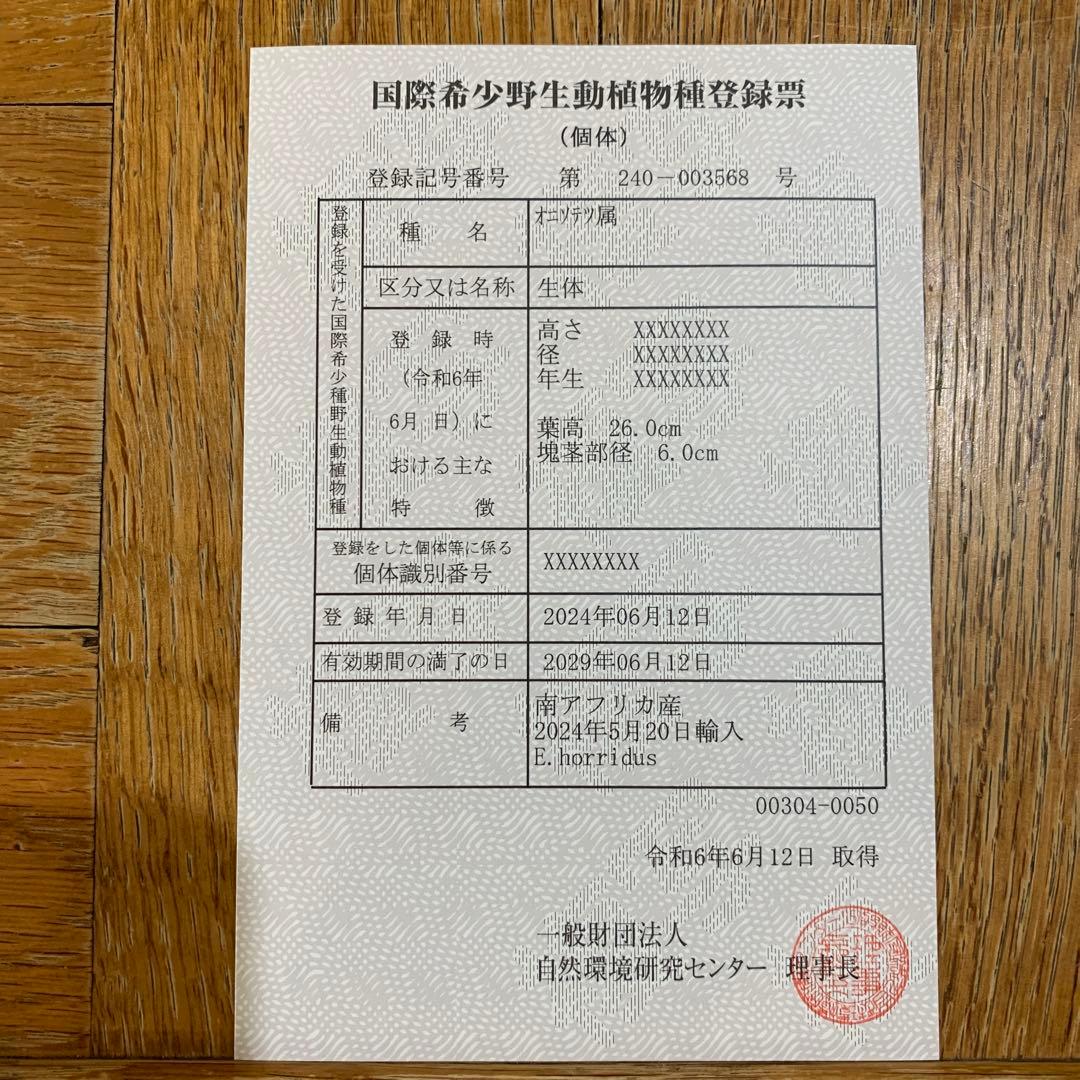 国際希少野生動植物種登録票
（個体）
登録記号番号　第　240－003568　号
登録を受けた国際希少種野生動植物種
種　名　ｵﾆｿﾃﾂ属
区分又は名称　生体
登　録　時
（令和6年
6月　日）に
おける主な
特　徴
高さ　XXXXXXXX
径　XXXXXXXX
年生　XXXXXXXX
葉高　26.0cm
塊茎部径　6.0cm
登録をした個体等に係る
個体識別番号　XXXXXXXX
登 録 年 月 日　2024年06月12日
有効期間の満了の日　2029年06月12日
備　考
南アフリカ産
2024年5月20日輸入
E.horridus
00304-0050
令和6年6月12日　取得
一般財団法人
自然環境研究センター　理事長